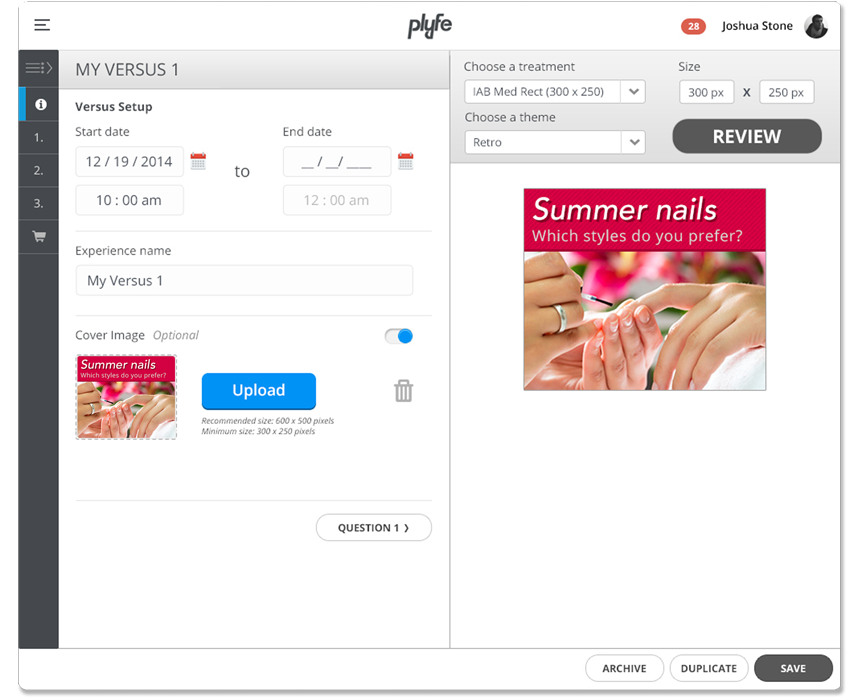 plyfe
28
Joshua Stone
MY VERSUS 1
Versus Setup
Start date
End date
12 / 19 / 2014
to
__ / __/ ____
10 : 00 am
12 : 00 am
Experience name
My Versus 1
Cover Image Optional
Summer nails
Which styles do you prefer?
Upload
Recommended size: 600 x 500 pixels
Minimum size: 300 x 250 pixels
QUESTION 1 ❯
1.
2.
3.
Choose a treatment
Size
IAB Med Rect (300 x 250)
300 px X 250 px
Choose a theme
Retro
REVIEW
Summer nails
Which styles do you prefer?
ARCHIVE
DUPLICATE
SAVE